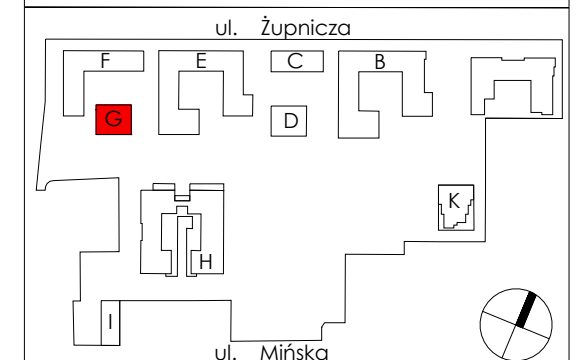 ul. Żupnicza
F E C B
G D
K
H
I
ul. Mińska